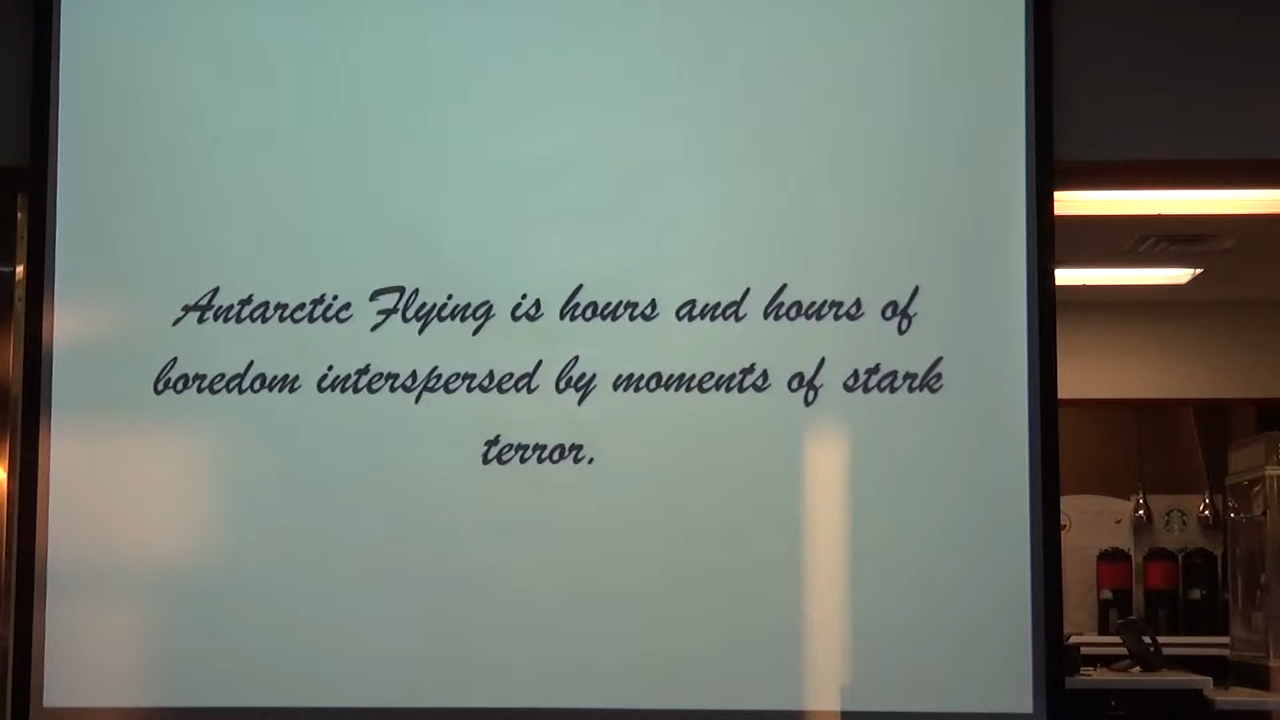 Antarctic Flying is hours and hours of
boredom interspersed by moments of stark
terror.